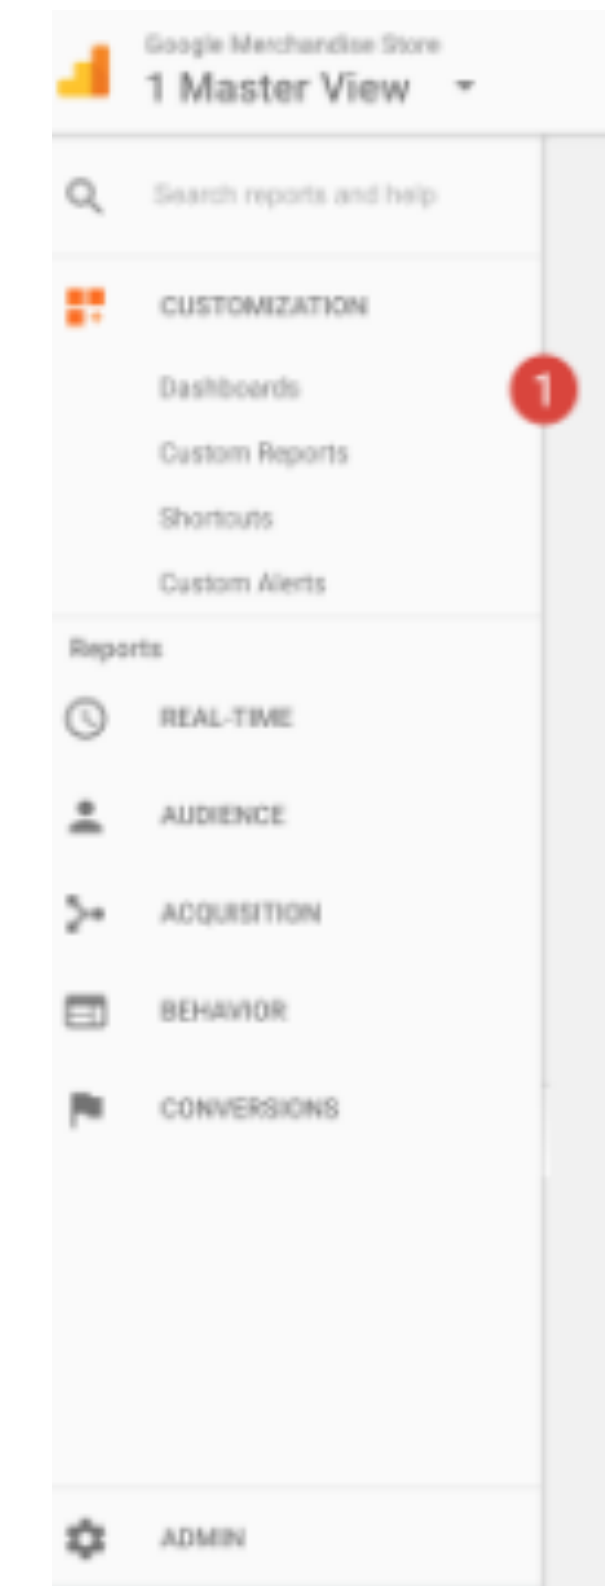 Google Merchandise Store
1 Master View
Search reports and help
CUSTOMIZATION
Dashboards
1
Custom Reports
Shortcuts
Custom Alerts
Reports
REAL-TIME
AUDIENCE
ACQUISITION
BEHAVIOR
CONVERSIONS
ADMIN